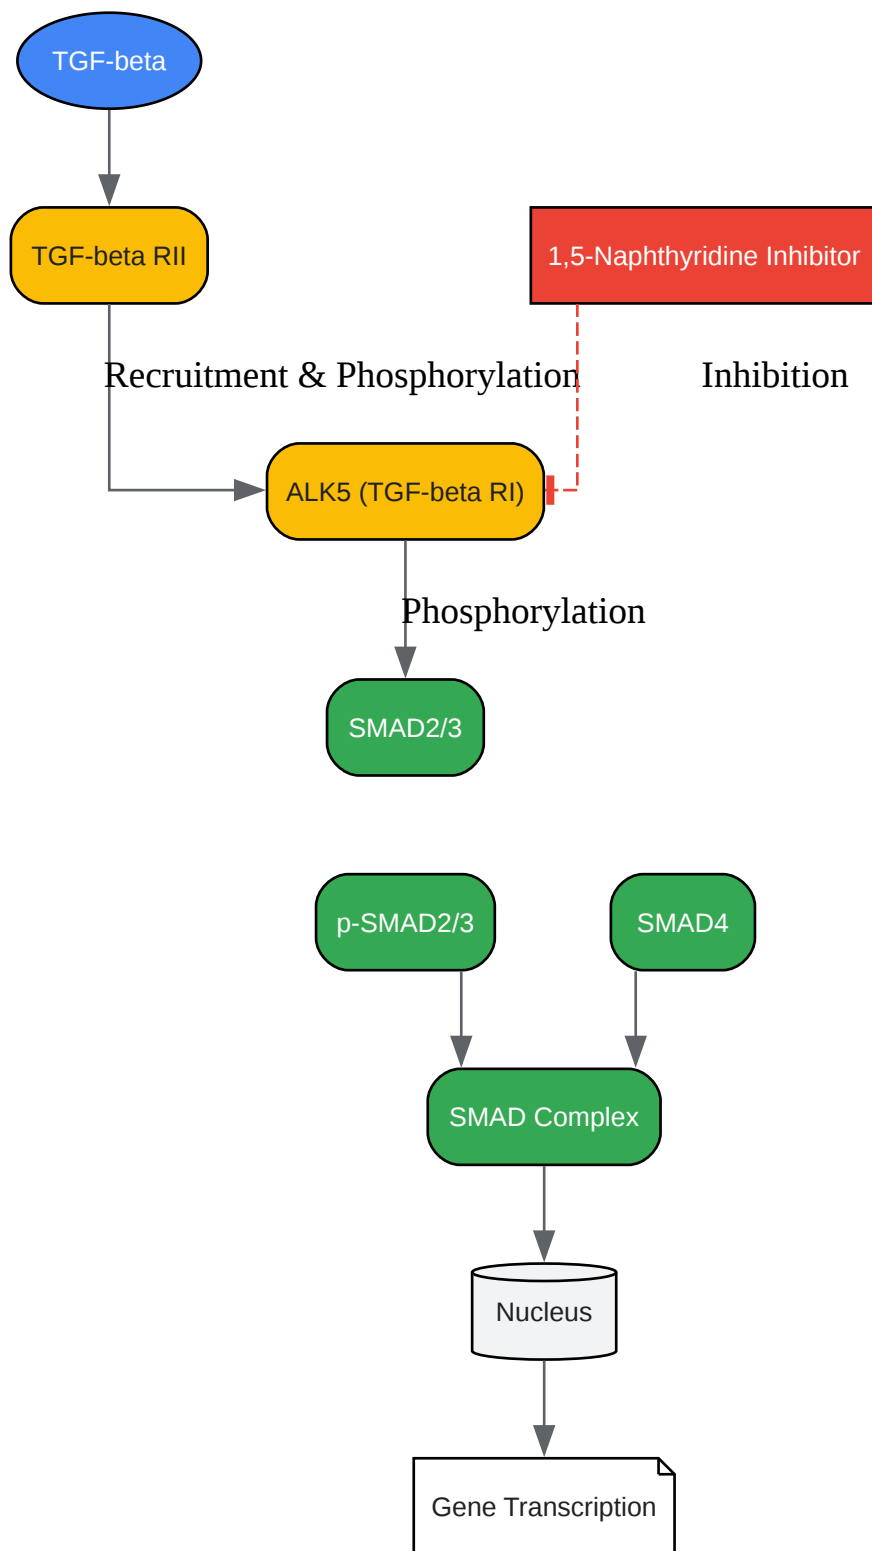 TGF-beta
TGF-beta RII
1,5-Naphthyridine Inhibitor
Recruitment & Phosphorylation
Inhibition
ALK5 (TGF-beta RI)
Phosphorylation
SMAD2/3
p-SMAD2/3
SMAD4
SMAD Complex
Nucleus
Gene Transcription